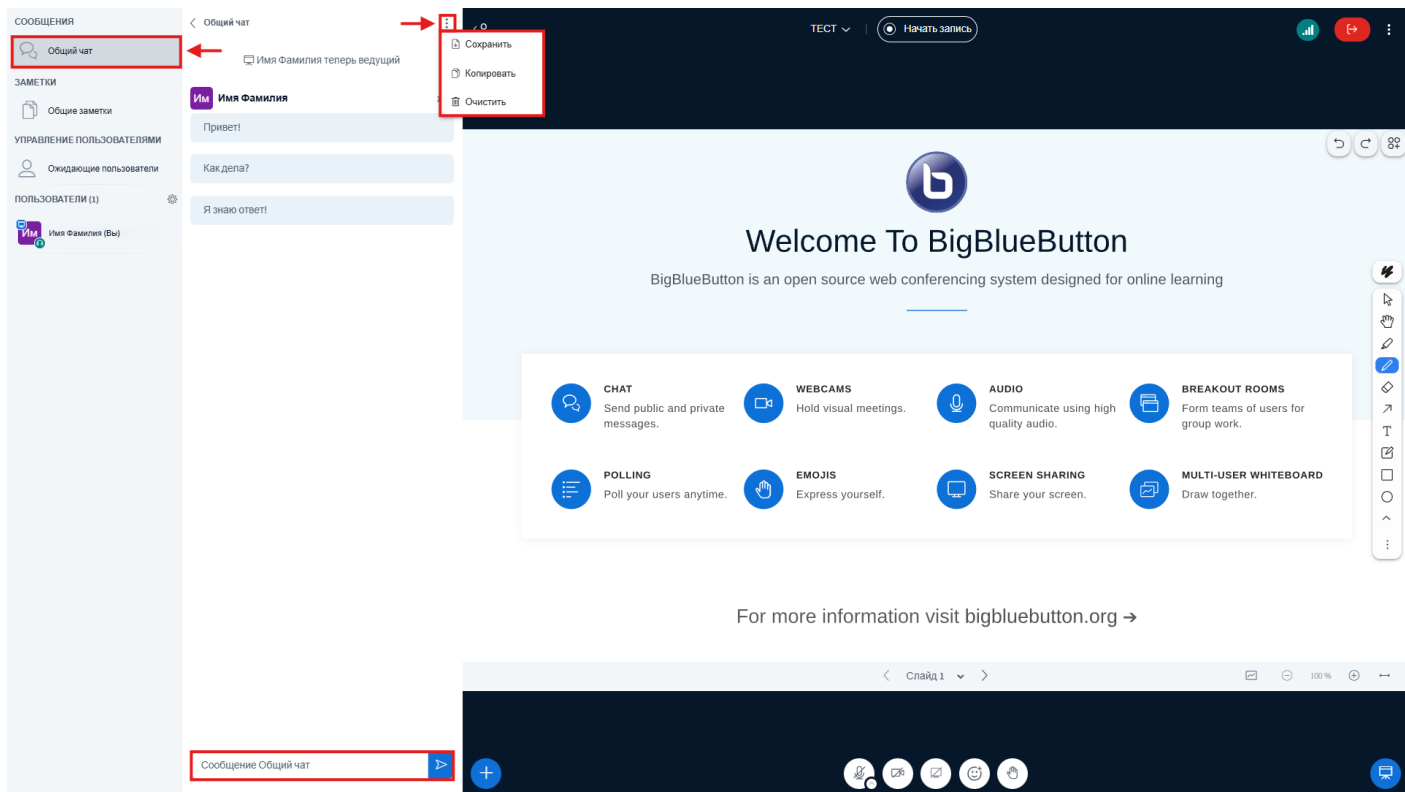 СООБЩЕНИЯ
Общий чат
ЗАМЕТКИ
Общие заметки
УПРАВЛЕНИЕ ПОЛЬЗОВАТЕЛЯМИ
Ожидающие пользователи
ПОЛЬЗОВАТЕЛИ (1)
Им
Имя Фамилия (Вы)
Общий чат
Имя Фамилия теперь ведущий
Им Имя Фамилия
Привет!
Как дела?
Я знаю ответ!
Сообщение Общий чат
Сохранить
Копировать
Очистить
ТЕСТ
Начать запись
Welcome To BigBlueButton
BigBlueButton is an open source web conferencing system designed for online learning
CHAT
Send public and private
messages.
WEBCAMS
Hold visual meetings.
AUDIO
Communicate using high
quality audio.
BREAKOUT ROOMS
Form teams of users for
group work.
POLLING
Poll your users anytime.
EMOJIS
Express yourself.
SCREEN SHARING
Share your screen.
MULTI-USER WHITEBOARD
Draw together.
For more information visit bigbluebutton.org →
Слайд 1
100 %